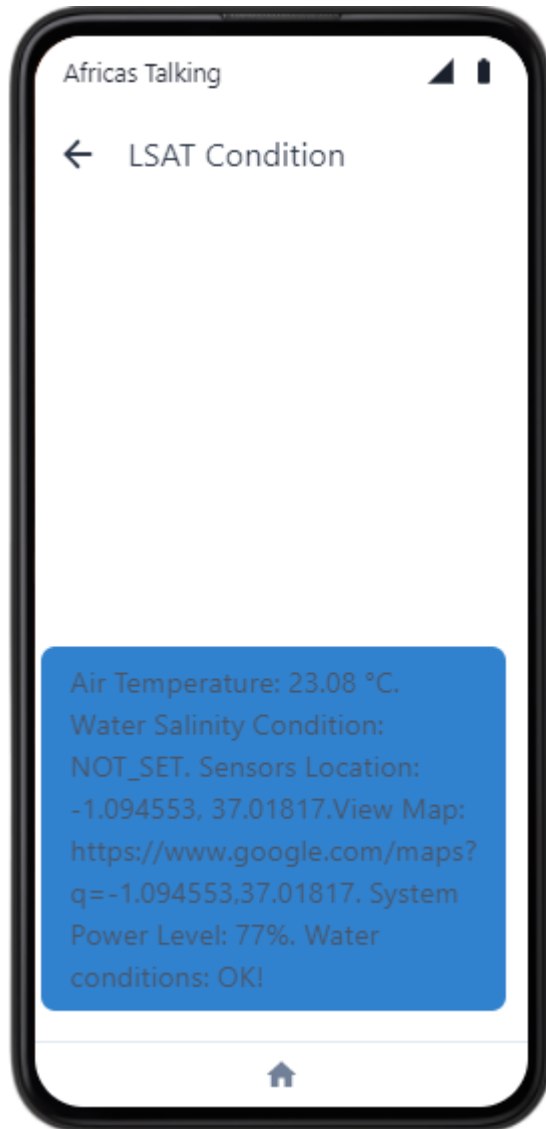 Africas Talking
LSAT Condition
Air Temperature: 23.08 °C.
Water Salinity Condition:
NOT_SET. Sensors Location:
-1.094553, 37.01817.View Map:
https://www.google.com/maps?
q=-1.094553,37.01817. System
Power Level: 77%. Water
conditions: OK!